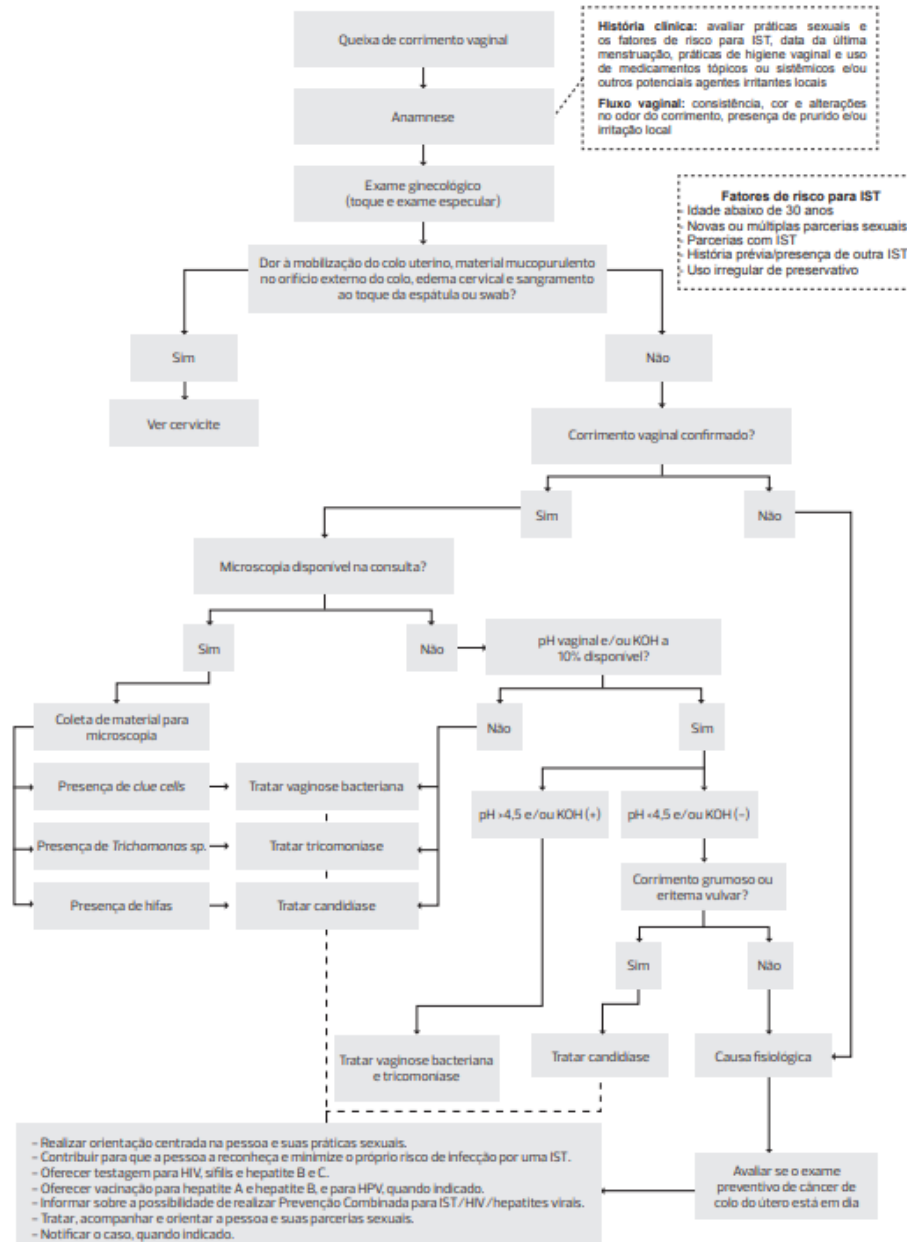 Queixa de corrimento vaginal
História clínica: avaliar práticas sexuais e
os fatores de risco para IST, data da última
menstruação, práticas de higiene vaginal e uso
de medicamentos tópicos ou sistêmicos e/ou
outros potenciais agentes irritantes locais
Fluxo vaginal: consistência, cor e alterações
no odor do corrimento, presença de prurido e/ou
irritação local
Anamnese
Exame ginecológico
(toque e exame especular)
Fatores de risco para IST
- Idade abaixo de 30 anos
- Novas ou múltiplas parcerias sexuais
- Parcerias com IST
- História prévia/presença de outra IST
- Uso irregular de preservativo
Dor à mobilização do colo uterino, material mucopurulento
no orifício externo do colo, edema cervical e sangramento
ao toque da espátula ou swab?
Sim
Não
Ver cervicite
Corrimento vaginal confirmado?
Sim
Não
Microscopia disponível na consulta?
Sim
Não
pH vaginal e/ou KOH a
10% disponível?
Coleta de material para
microscopia
Não
Sim
Presença de clue cells
Tratar vaginose bacteriana
pH >4,5 e/ou KOH (+)
pH <4,5 e/ou KOH (-)
Presença de Trichomonas sp.
Tratar tricomoníase
Corrimento grumoso ou
eritema vulvar?
Presença de hifas
Tratar candidíase
Sim
Não
Tratar vaginose bacteriana
e tricomoníase
Tratar candidíase
Causa fisiológica
– Realizar orientação centrada na pessoa e suas práticas sexuais.
– Contribuir para que a pessoa a reconheça e minimize o próprio risco de infecção por uma IST.
– Oferecer testagem para HIV, sífilis e hepatite B e C.
– Oferecer vacinação para hepatite A e hepatite B, e para HPV, quando indicado.
– Informar sobre a possibilidade de realizar Prevenção Combinada para IST/HIV/hepatites virais.
– Tratar, acompanhar e orientar a pessoa e suas parcerias sexuais.
– Notificar o caso, quando indicado.
Avaliar se o exame
preventivo de câncer de
colo do útero está em dia